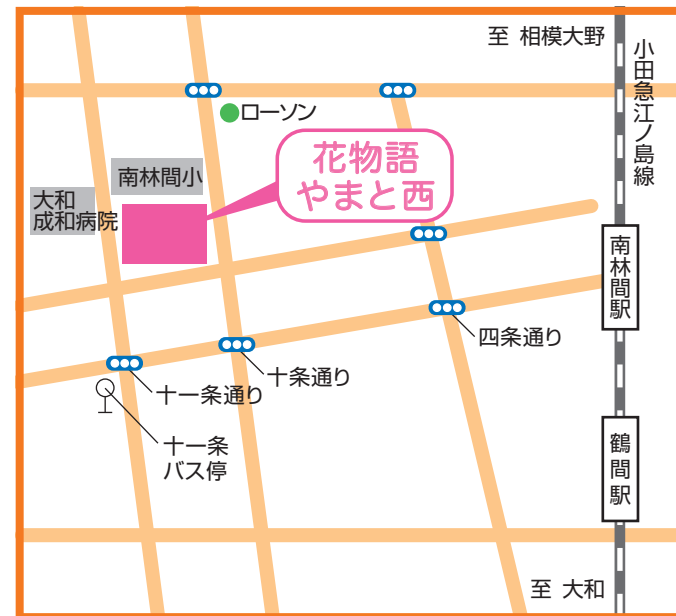 至 相模大野
小田急江ノ島線
ローソン
花物語
やまと西
南林間小
大和
成和病院
南林間駅
四条通り
十条通り
十一条通り
十一条
バス停
鶴間駅
至 大和